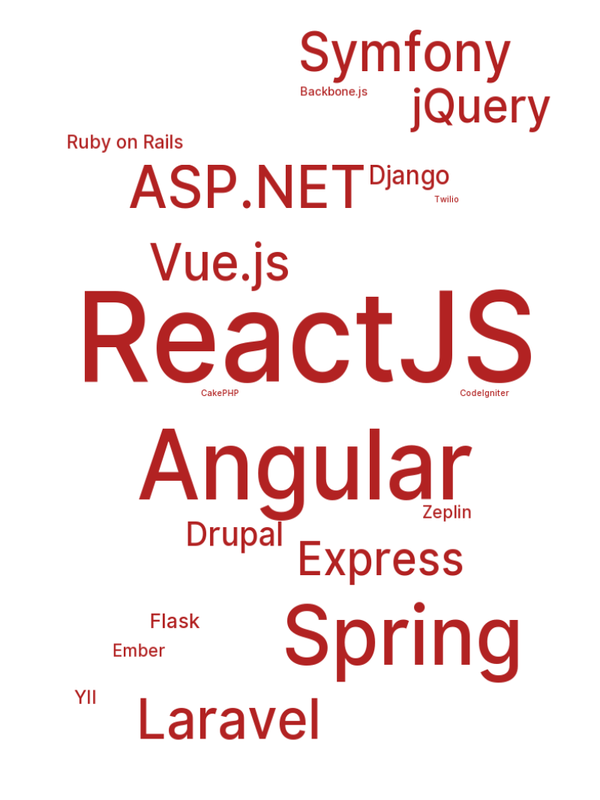 Symfony
Backbone.js
jQuery
Ruby on Rails
ASP.NET
Django
Twilio
Vue.js
ReactJS
CakePHP
CodeIgniter
Angular
Zeplin
Drupal
Express
Spring
Flask
Ember
YII
Laravel